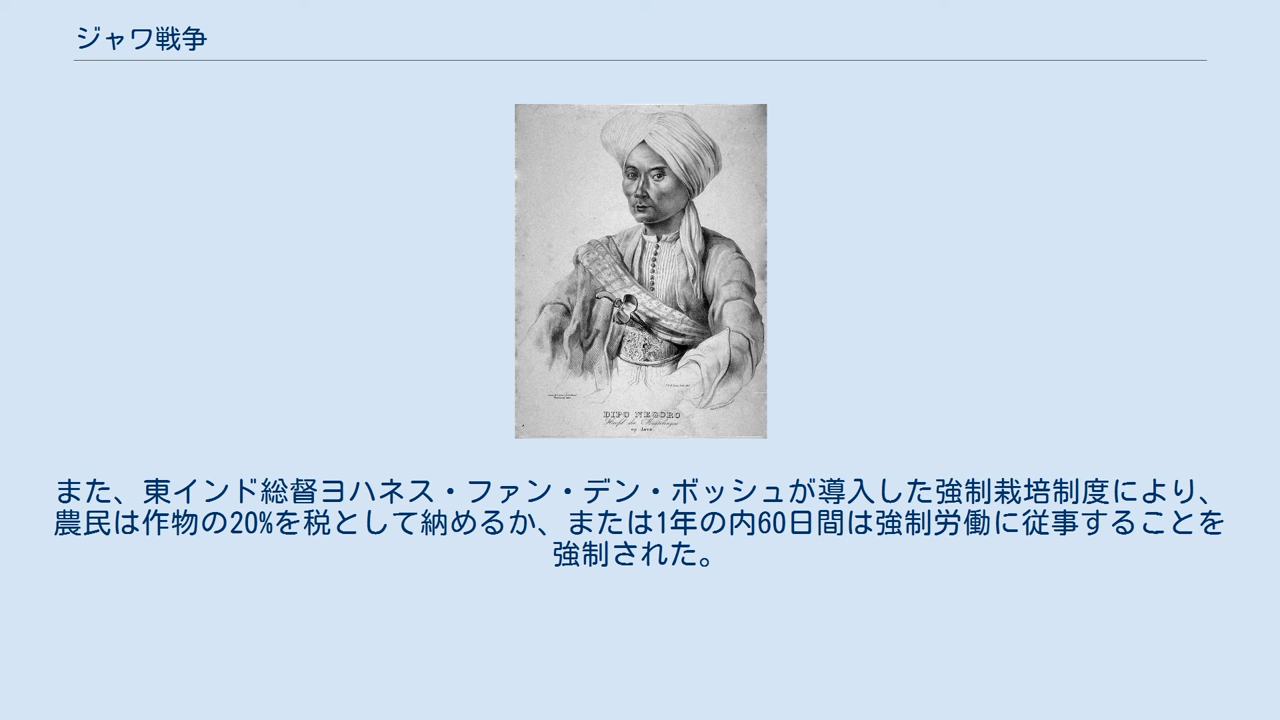 ジャワ戦争
DIPO NEGORO
また、東インド総督ヨハネス・ファン・デン・ボッシュが導入した強制栽培制度により、
農民は作物の20%を税として納めるか、または1年の内60日間は強制労働に従事することを
強制された。